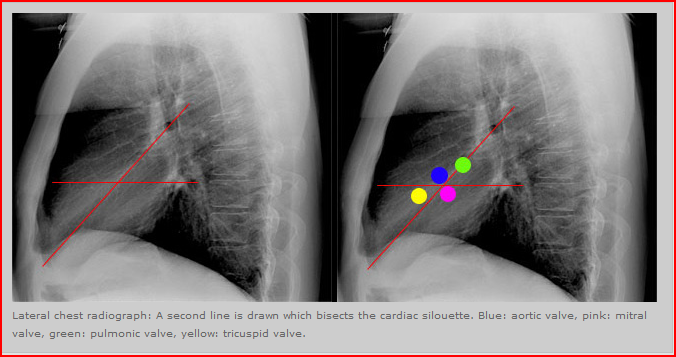 Lateral chest radiograph: A second line is drawn which bisects the cardiac silouette. Blue: aortic valve, pink: mitral
valve, green: pulmonic valve, yellow: tricuspid valve.